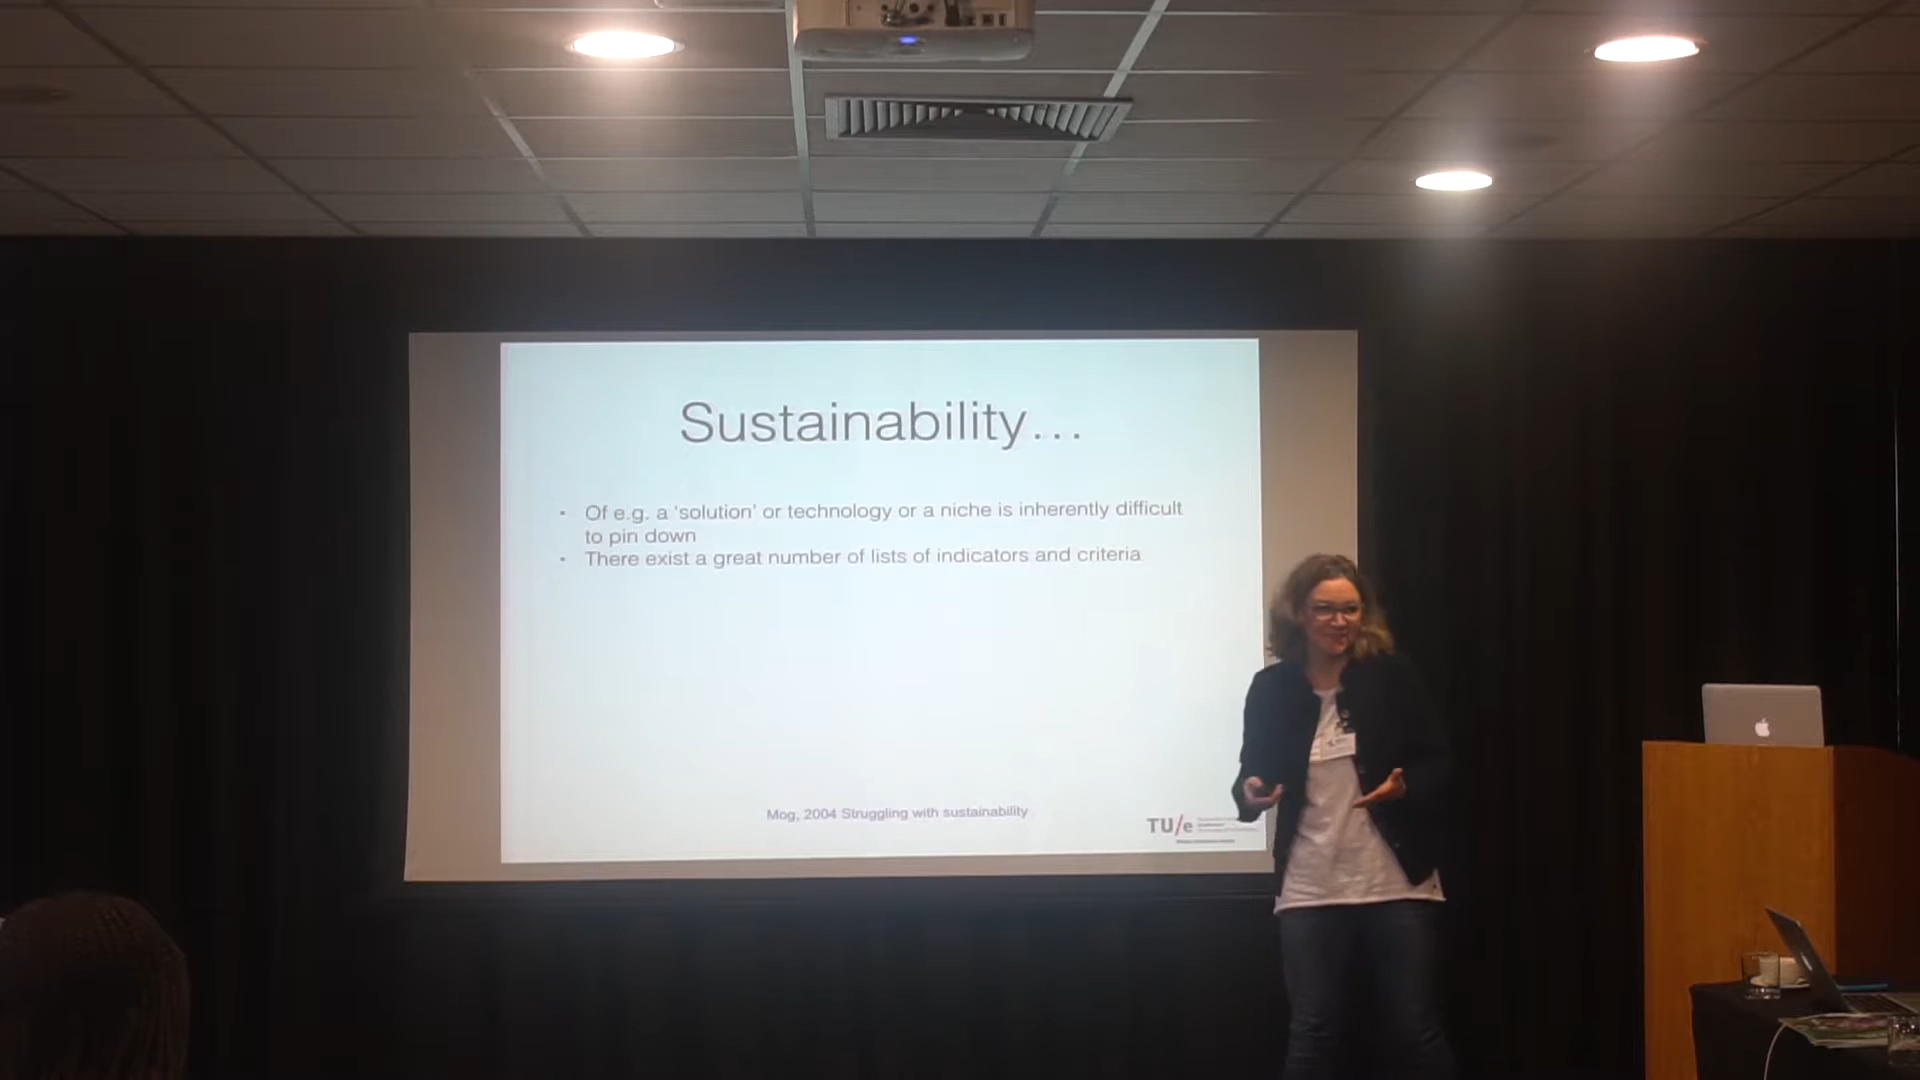 Sustainability...
• Of e.g. a 'solution' or technology or a niche is inherently difficult
to pin down
• There exist a great number of lists of indicators and criteria
Mog, 2004 Struggling with sustainability
TU/e